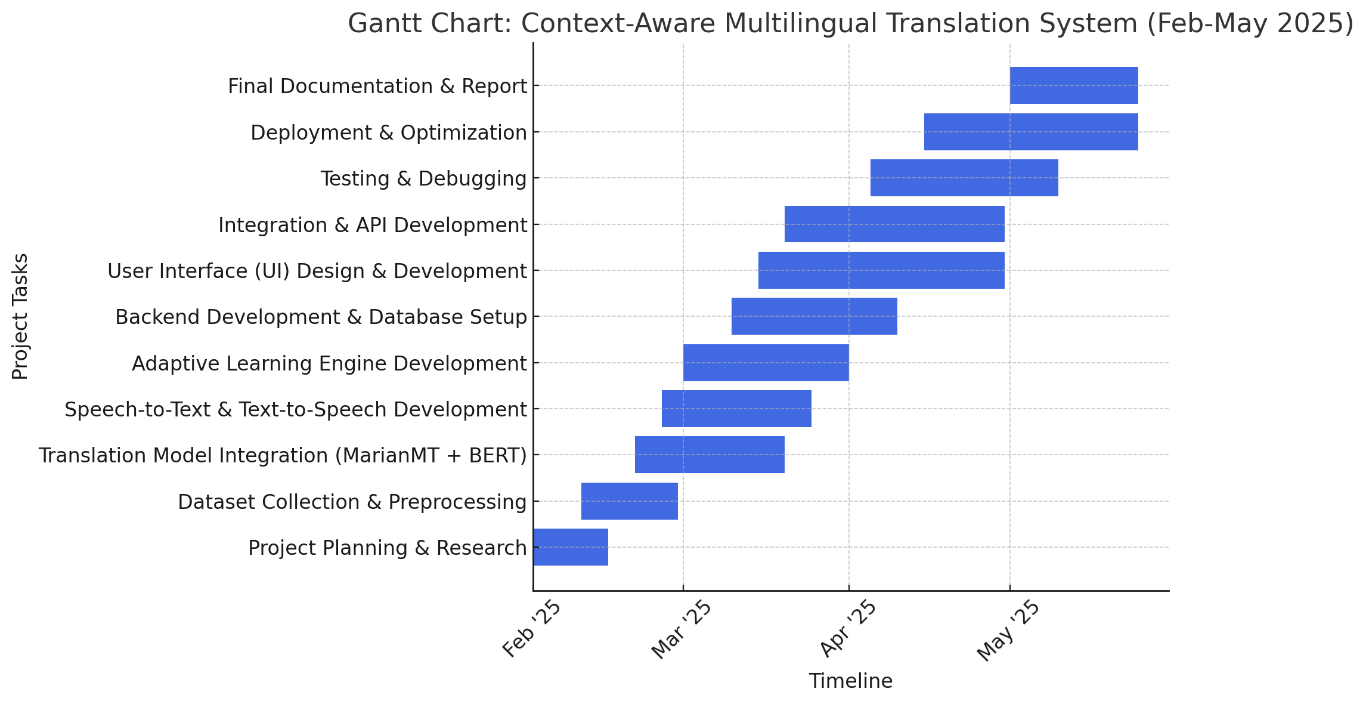 Gantt Chart: Context-Aware Multilingual Translation System (Feb-May 2025)
Project Tasks
Final Documentation & Report
Deployment & Optimization
Testing & Debugging
Integration & API Development
User Interface (UI) Design & Development
Backend Development & Database Setup
Adaptive Learning Engine Development
Speech-to-Text & Text-to-Speech Development
Translation Model Integration (MarianMT + BERT)
Dataset Collection & Preprocessing
Project Planning & Research
Feb '25
Mar '25
Apr '25
May '25
Timeline